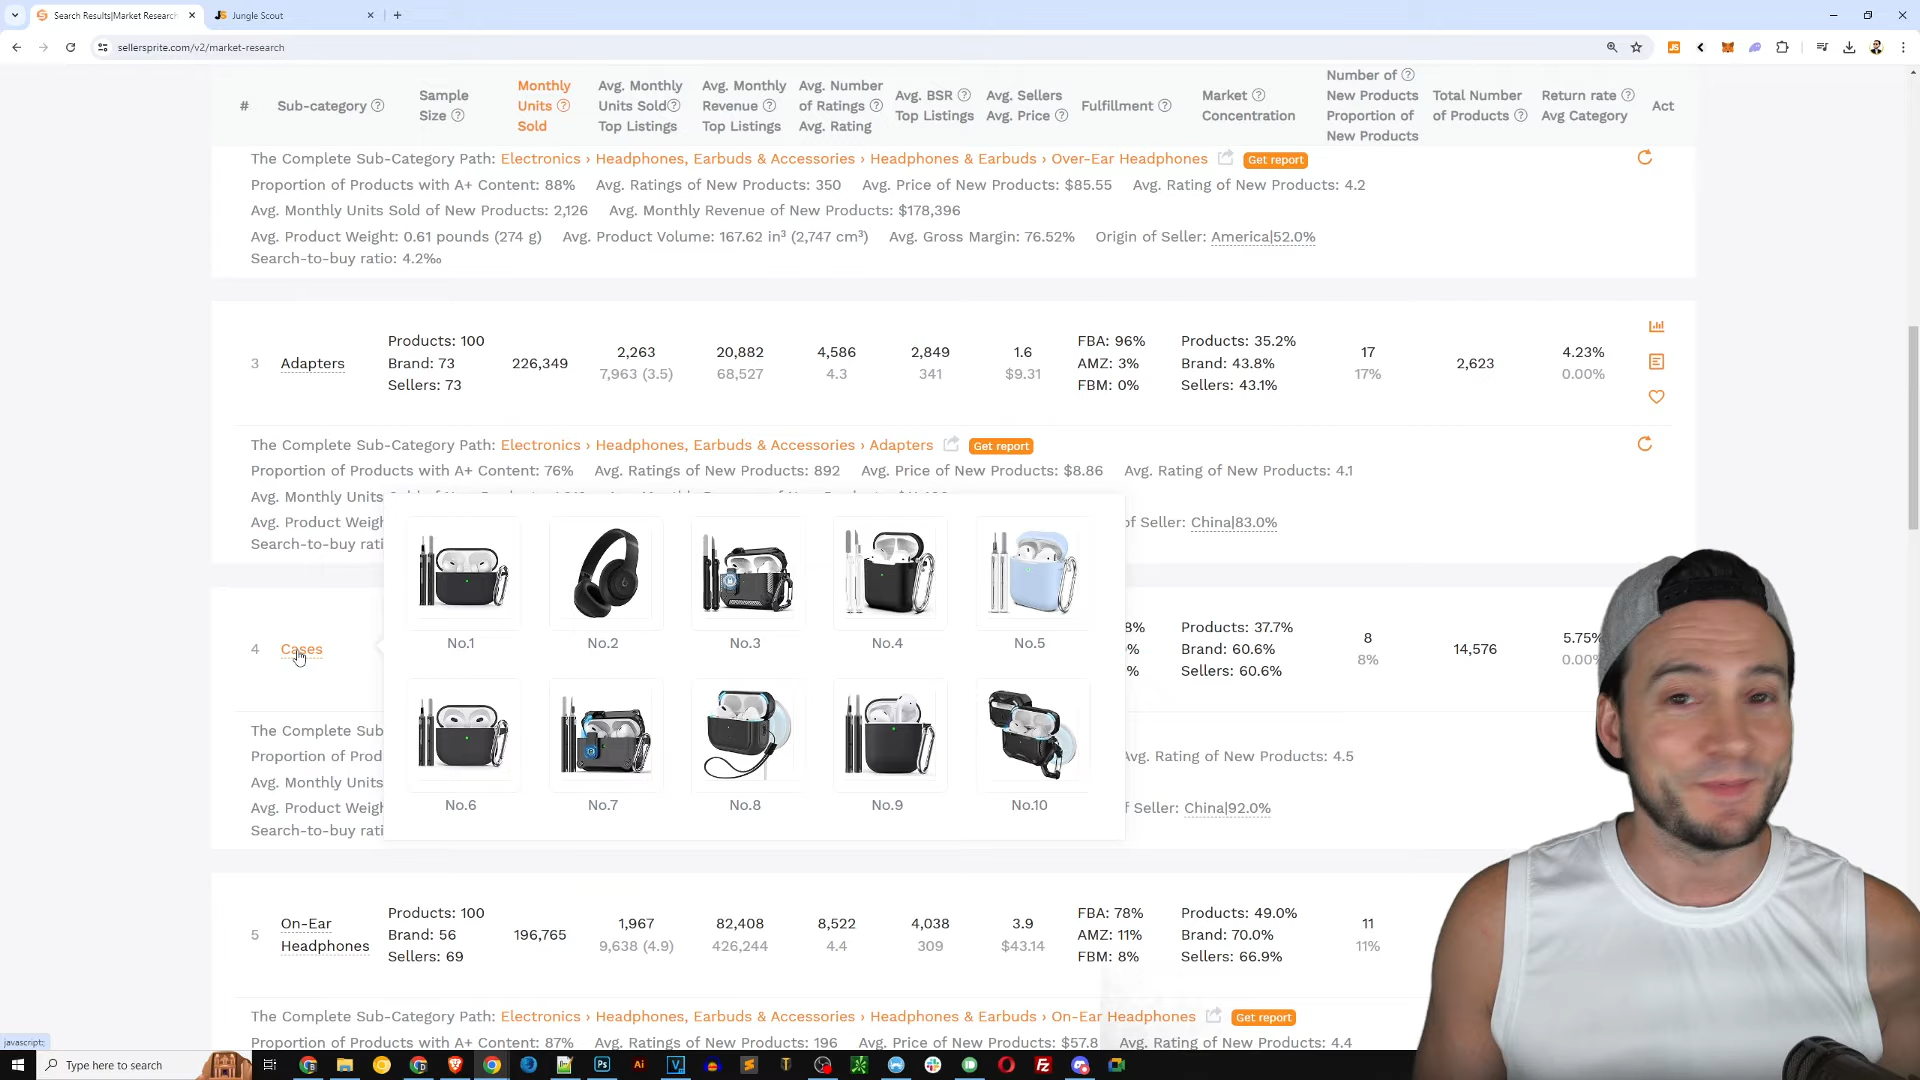 Search Results|Market Research
Jungle Scout
sellersprite.com/v2/market-research
#
Sub-category
Sample Size
Monthly Units Sold
Avg. Monthly Units Sold Top Listings
Avg. Monthly Revenue Top Listings
Avg. Number of Ratings Avg. Rating
Avg. BSR Top Listings
Avg. Sellers Avg. Price
Fulfillment
Market Concentration
Number of New Products Proportion of New Products
Total Number of Products
Return rate Avg Category
Act
The Complete Sub-Category Path: Electronics › Headphones, Earbuds & Accessories › Headphones & Earbuds › Over-Ear Headphones Get report
Proportion of Products with A+ Content: 88% Avg. Ratings of New Products: 350 Avg. Price of New Products: $85.55 Avg. Rating of New Products: 4.2
Avg. Monthly Units Sold of New Products: 2,126 Avg. Monthly Revenue of New Products: $178,396
Avg. Product Weight: 0.61 pounds (274 g) Avg. Product Volume: 167.62 in³ (2,747 cm³) Avg. Gross Margin: 76.52% Origin of Seller: America|52.0%
Search-to-buy ratio: 4.2‰
Products: 100 FBA: 96% Products: 35.2%
3 Adapters Brand: 73 226,349 2,263 20,882 4,586 2,849 1.6 AMZ: 3% Brand: 43.8% 17 2,623 4.23%
Sellers: 73 7,963 (3.5) 68,527 4.3 341 $9.31 FBM: 0% Sellers: 43.1% 17% 0.00%
The Complete Sub-Category Path: Electronics › Headphones, Earbuds & Accessories › Adapters Get report
Proportion of Products with A+ Content: 76% Avg. Ratings of New Products: 892 Avg. Price of New Products: $8.86 Avg. Rating of New Products: 4.1
Avg. Monthly Units
Avg. Product Weigh of Seller: China|83.0%
Search-to-buy rati
No.1 No.2 No.3 No.4 No.5
8% Products: 37.7% 8 5.75%
4 Cases % Brand: 60.6% 14,576
% Sellers: 60.6% 8% 0.00%
The Complete Sub
Proportion of Prod Avg. Rating of New Products: 4.5
Avg. Monthly Units
Avg. Product Weigh f Seller: China|92.0%
Search-to-buy rati
No.6 No.7 No.8 No.9 No.10
Products: 100 FBA: 78% Products: 49.0%
5 On-Ear Headphones Brand: 56 196,765 1,967 82,408 8,522 4,038 3.9 AMZ: 11% Brand: 70.0% 11
Sellers: 69 9,638 (4.9) 426,244 4.4 309 $43.14 FBM: 8% Sellers: 66.9% 11%
The Complete Sub-Category Path: Electronics › Headphones, Earbuds & Accessories › Headphones & Earbuds › On-Ear Headphones Get report
Proportion of Products with A+ Content: 87% Avg. Ratings of New Products: 196 Avg. Price of New Products: $57.8 Avg. Rating of New Products: 4.4
javascript:;
Type here to search